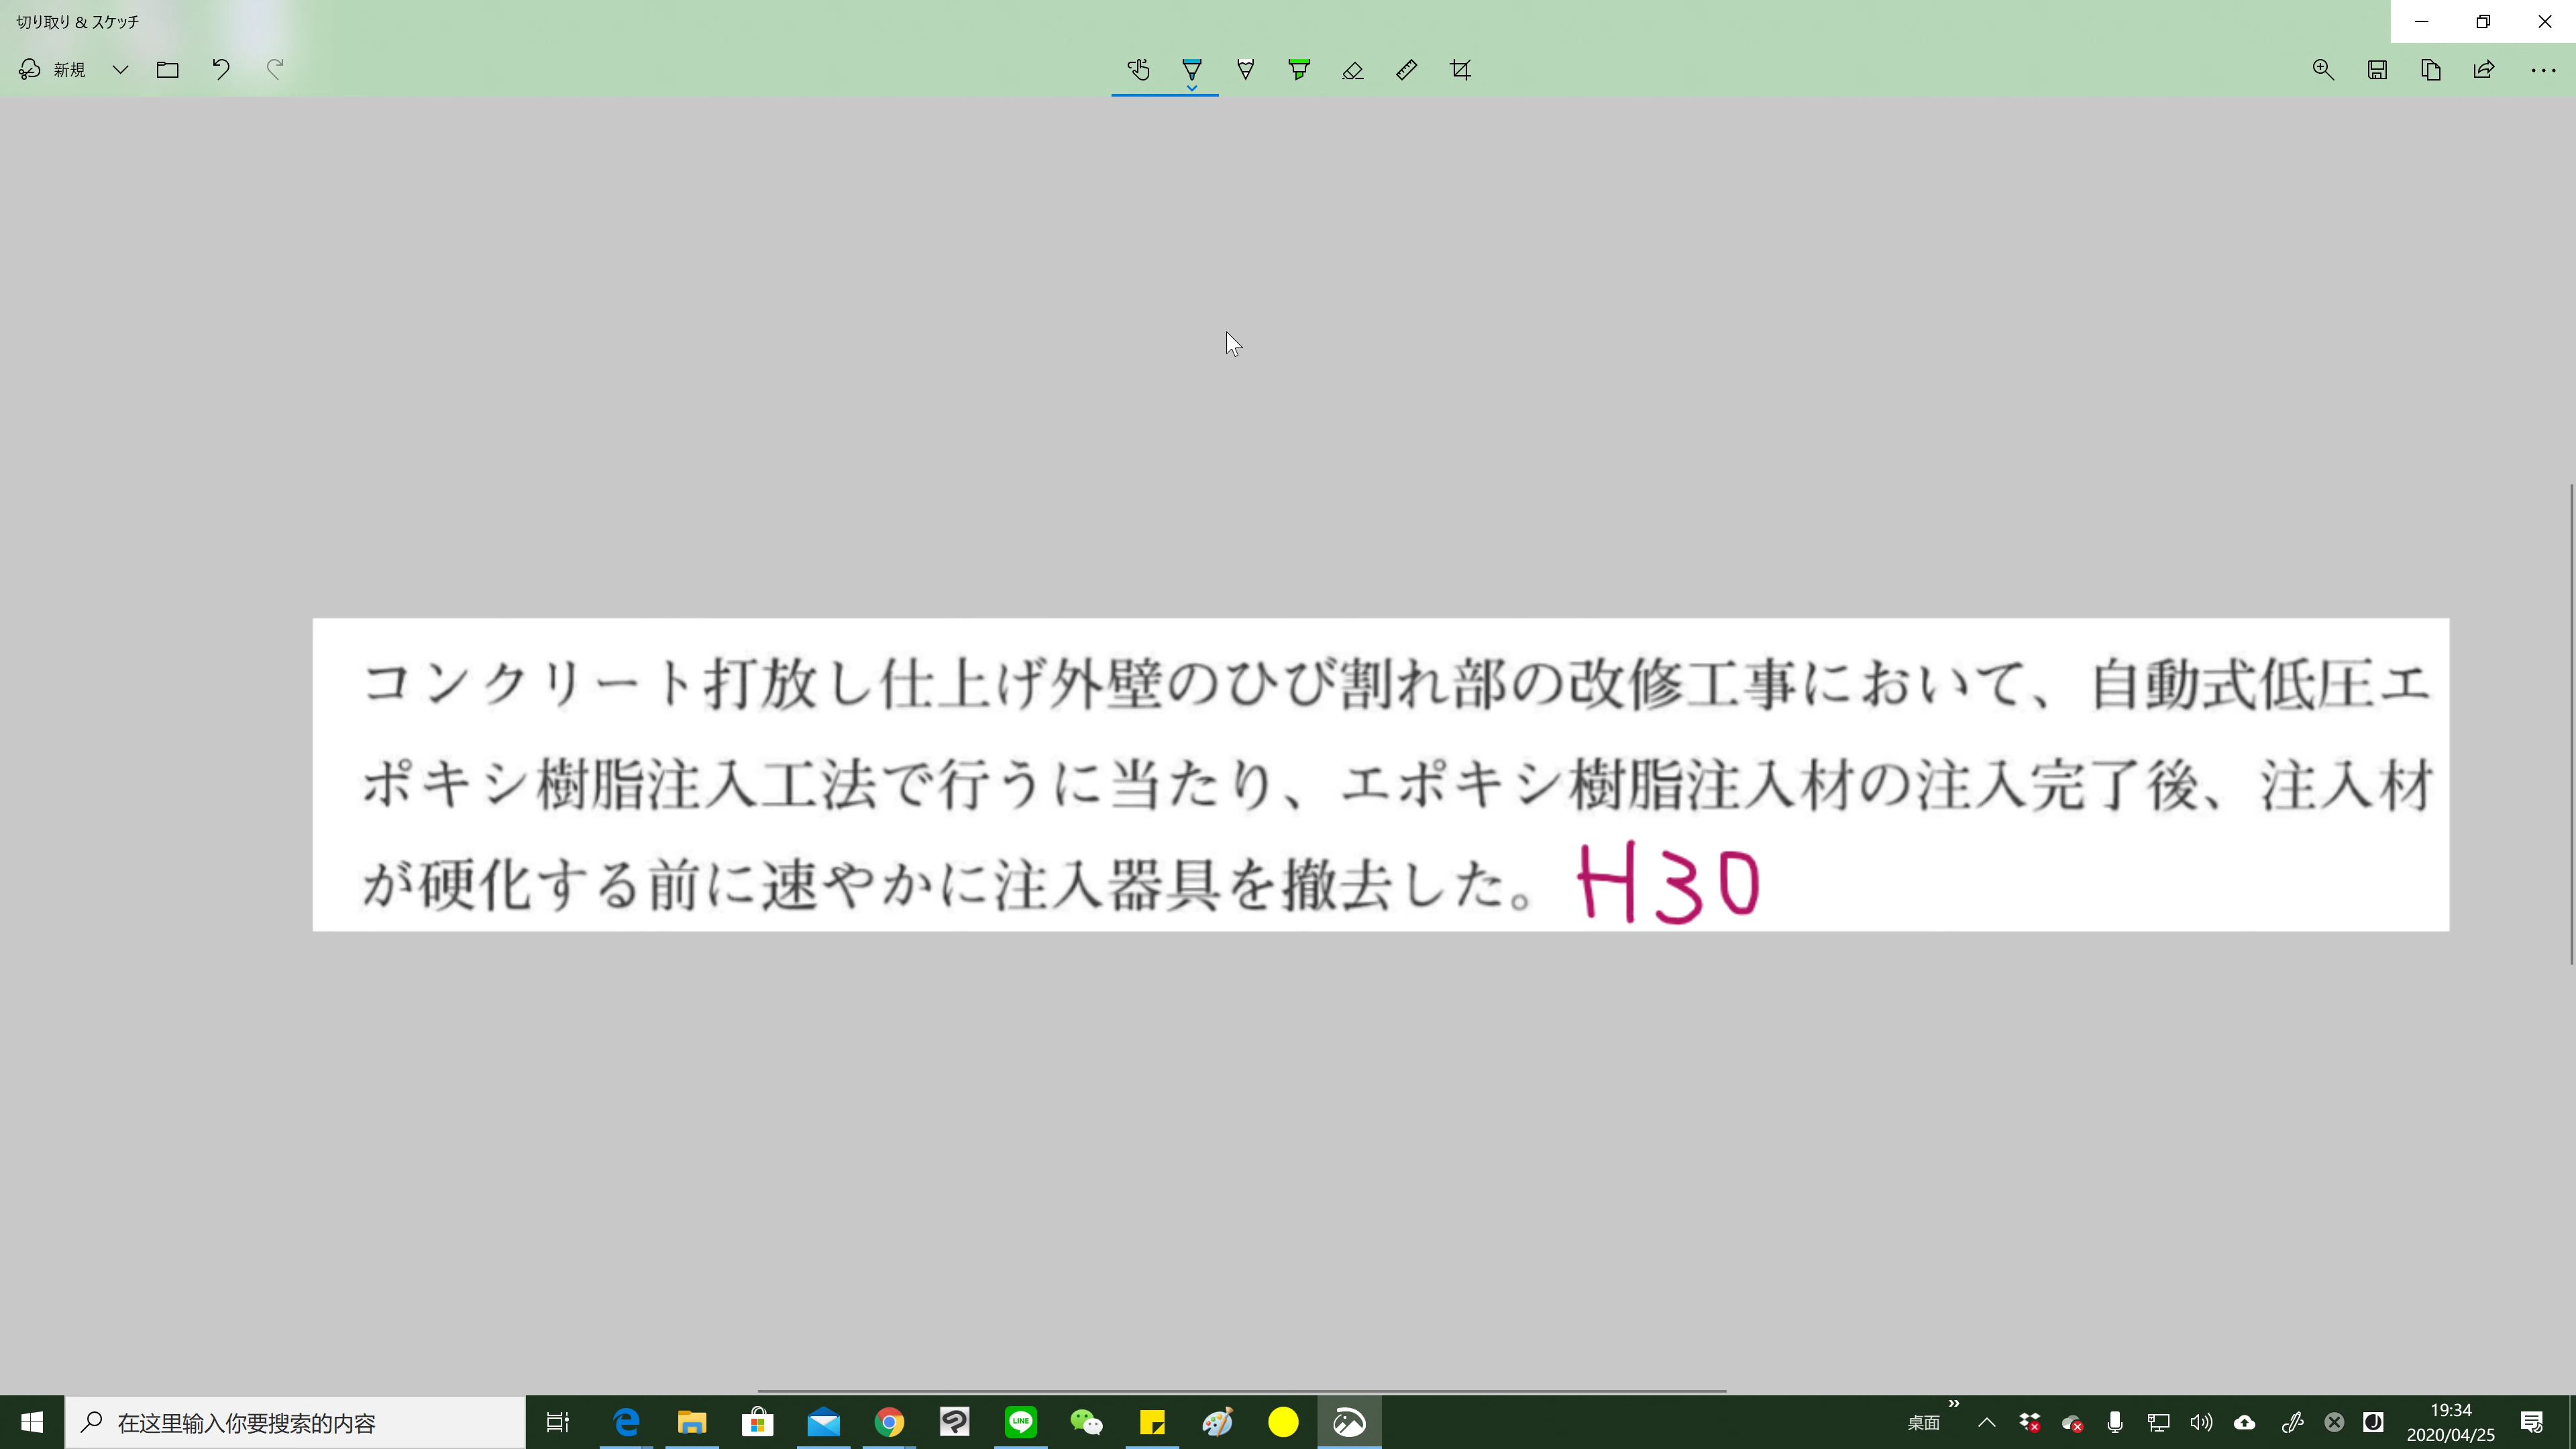 切り取り & スケッチ
新規
コンクリート打放し仕上げ外壁のひび割れ部の改修工事において、自動式低圧エ
ポキシ樹脂注入工法で行うに当たり、エポキシ樹脂注入材の注入完了後、注入材
が硬化する前に速やかに注入器具を撤去した。 H30
在这里输入你要搜索的内容
LINE
桌面
19:34
2020/04/25